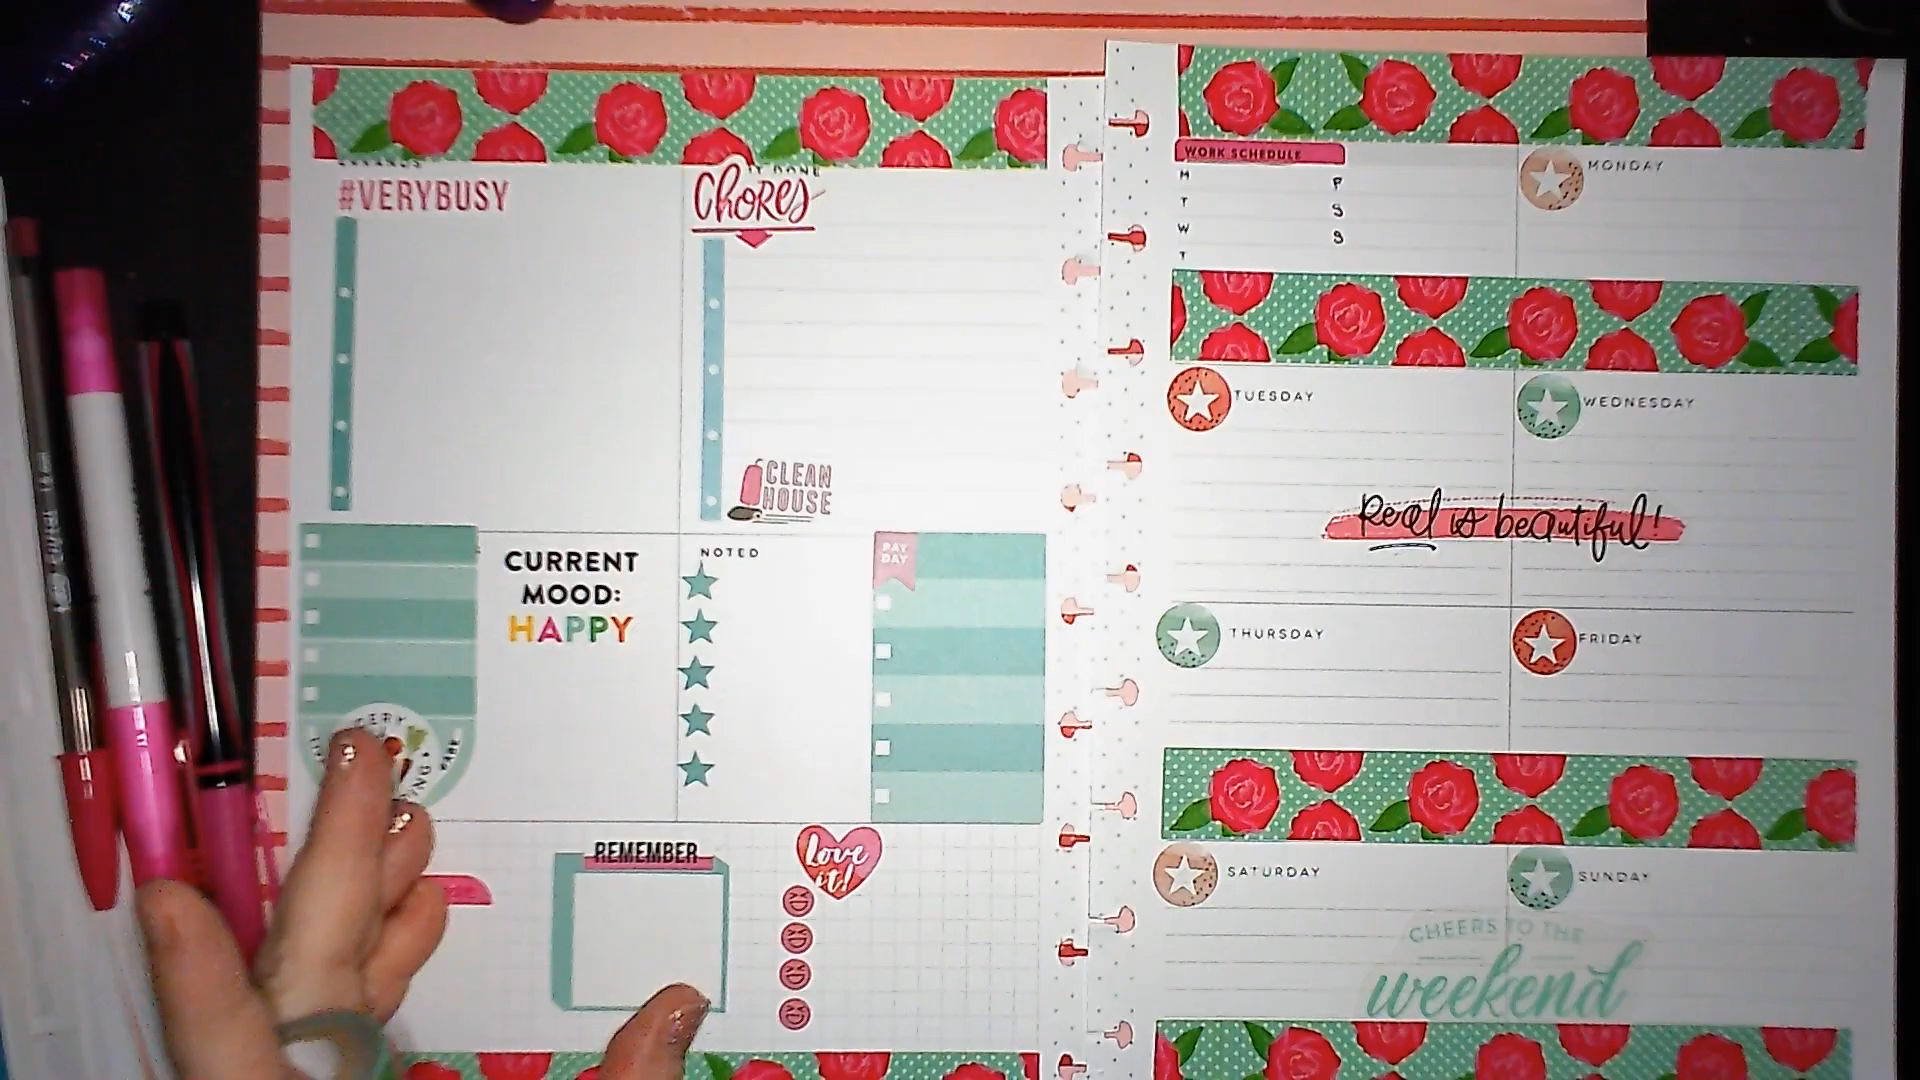 #VERYBUSY
Chores
CLEAN
HOUSE
CURRENT
MOOD:
HAPPY
NOTED
PAY
DAY
REMEMBER
Love
it!
WORK SCHEDULE
M
T
W
T
F
S
S
MONDAY
TUESDAY
WEDNESDAY
Real is beautiful!
THURSDAY
FRIDAY
SATURDAY
SUNDAY
CHEERS TO THE
weekend